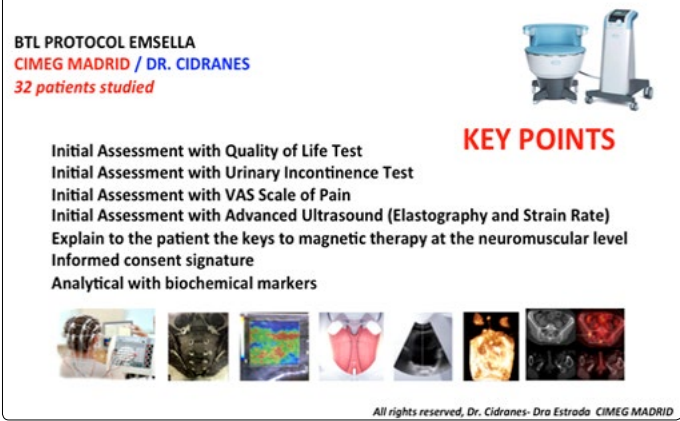 BTL PROTOCOL EMSELLA
CIMEG MADRID / DR. CIDRANES
32 patients studied
KEY POINTS
Initial Assessment with Quality of Life Test
Initial Assessment with Urinary Incontinence Test
Initial Assessment with VAS Scale of Pain
Initial Assessment with Advanced Ultrasound (Elastography and Strain Rate)
Explain to the patient the keys to magnetic therapy at the neuromuscular level
Informed consent signature
Analytical with biochemical markers
All rights reserved, Dr. Cidranes- Dra Estrada CIMEG MADRID